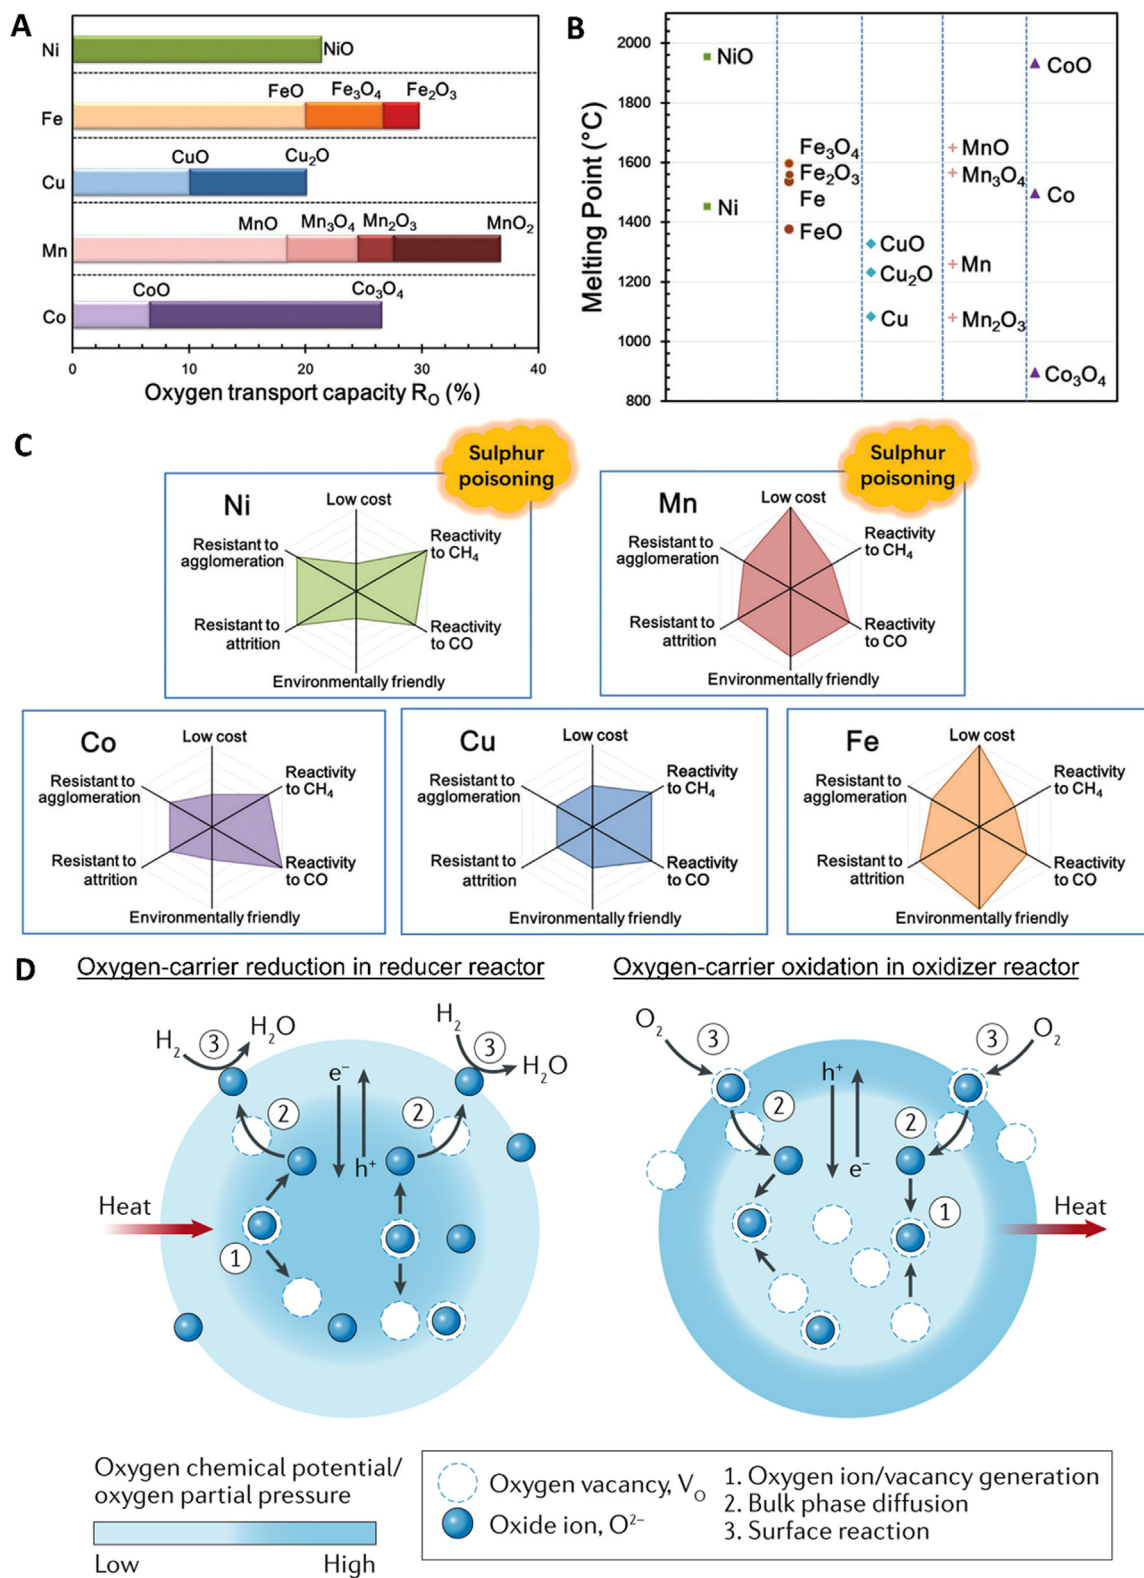 A
Ni
NiO
Fe
FeO
Fe₃O₄
Fe₂O₃
Cu
CuO
Cu₂O
Mn
MnO
Mn₃O₄
Mn₂O₃
MnO₂
Co
CoO
Co₃O₄
0
10
20
30
40
Oxygen transport capacity R_O (%)
B
Melting Point (°C)
2000
1800
1600
1400
1200
1000
800
NiO
Ni
Fe₃O₄
Fe₂O₃
Fe
FeO
CuO
Cu₂O
Cu
MnO
Mn₃O₄
Mn
Mn₂O₃
CoO
Co
Co₃O₄
C
Sulphur
poisoning
Ni
Low cost
Reactivity
to CH₄
Reactivity
to CO
Environmentally friendly
Resistant to
attrition
Resistant to
agglomeration
Sulphur
poisoning
Mn
Low cost
Reactivity
to CH₄
Reactivity
to CO
Environmentally friendly
Resistant to
attrition
Resistant to
agglomeration
Co
Low cost
Reactivity
to CH₄
Reactivity
to CO
Environmentally friendly
Resistant to
attrition
Resistant to
agglomeration
Cu
Low cost
Reactivity
to CH₄
Reactivity
to CO
Environmentally friendly
Resistant to
attrition
Resistant to
agglomeration
Fe
Low cost
Reactivity
to CH₄
Reactivity
to CO
Environmentally friendly
Resistant to
attrition
Resistant to
agglomeration
D
Oxygen-carrier reduction in reducer reactor
H₂
3
H₂O
H₂
3
H₂O
e⁻
h⁺
2
2
Heat
1
Oxygen-carrier oxidation in oxidizer reactor
O₂
3
3
O₂
h⁺
e⁻
2
2
1
Heat
Oxygen chemical potential/
oxygen partial pressure
Low
High
Oxygen vacancy, V_O
Oxide ion, O²⁻
1. Oxygen ion/vacancy generation
2. Bulk phase diffusion
3. Surface reaction